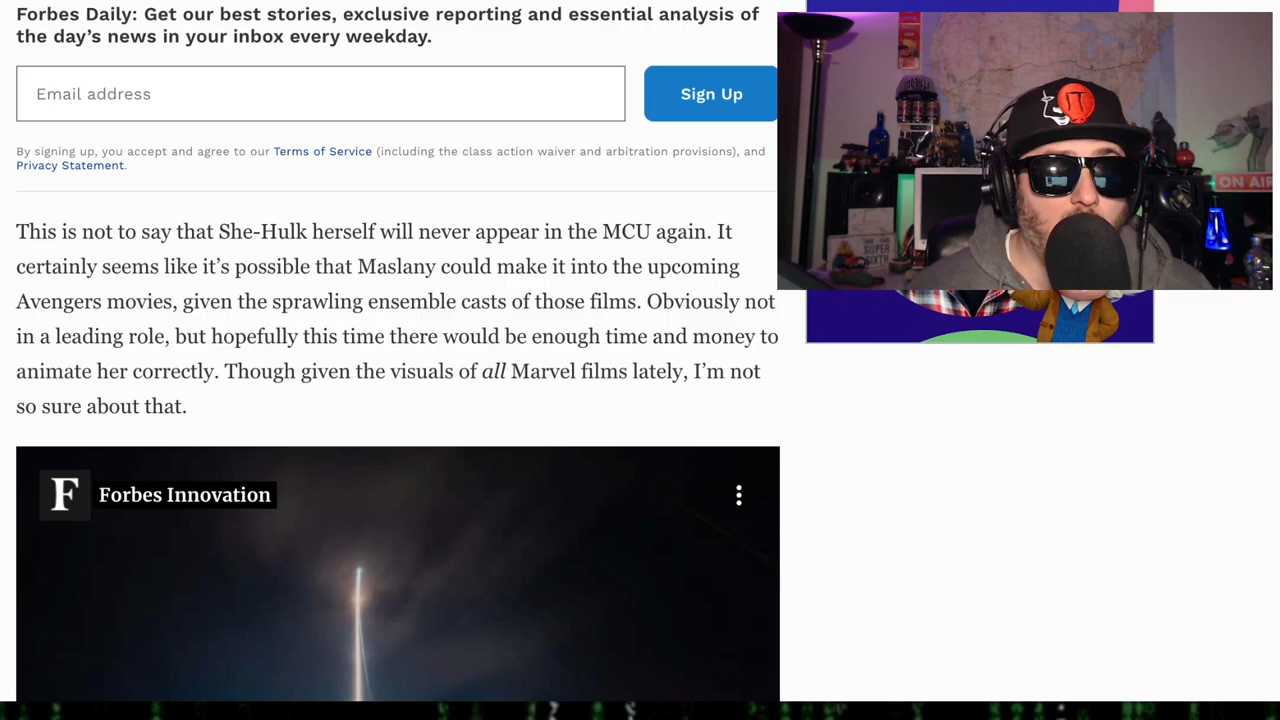 Forbes Daily: Get our best stories, exclusive reporting and essential analysis of
the day’s news in your inbox every weekday.
Email address
Sign Up
By signing up, you accept and agree to our Terms of Service (including the class action waiver and arbitration provisions), and
Privacy Statement.
ON AIR
This is not to say that She-Hulk herself will never appear in the MCU again. It
certainly seems like it’s possible that Maslany could make it into the upcoming
Avengers movies, given the sprawling ensemble casts of those films. Obviously not
in a leading role, but hopefully this time there would be enough time and money to
animate her correctly. Though given the visuals of all Marvel films lately, I’m not
so sure about that.
F Forbes Innovation